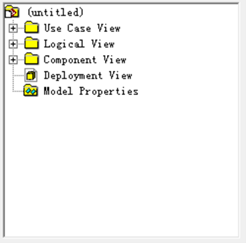 (untitled)
Use Case View
Logical View
Component View
Deployment View
Model Properties